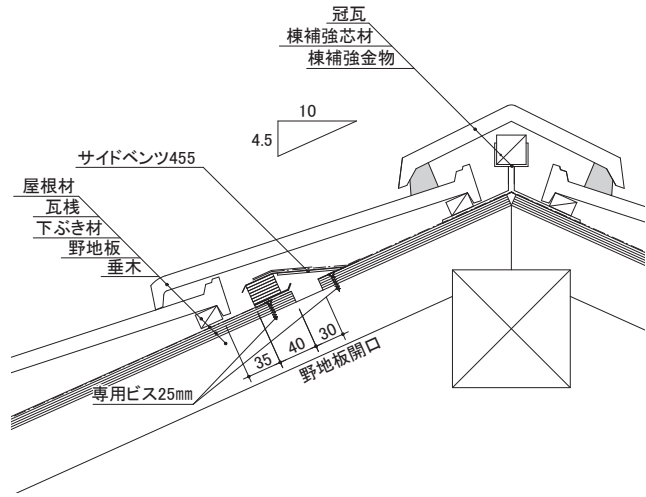 冠瓦
棟補強芯材
棟補強金物
10
4.5
サイドベンツ455
屋根材
瓦桟
下ぶき材
野地板
垂木
35
40
30
野地板開口
専用ビス25mm